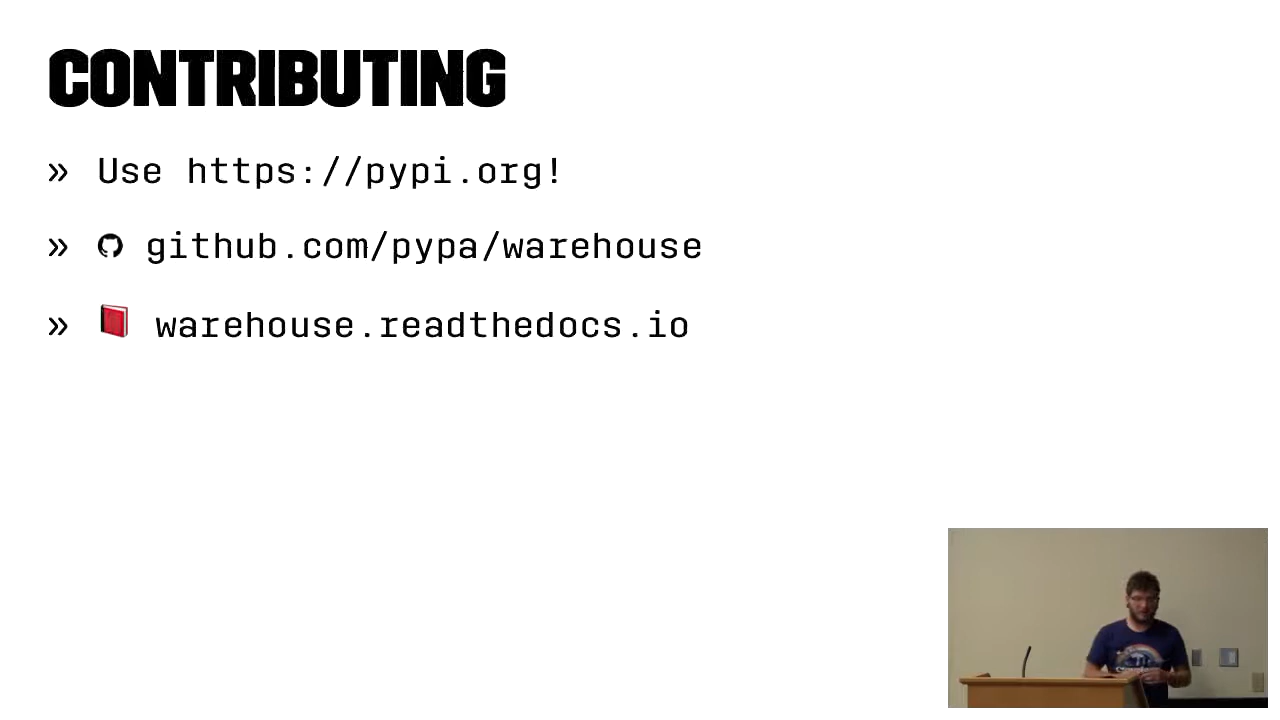 CONTRIBUTING
» Use https://pypi.org!
» github.com/pypa/warehouse
» warehouse.readthedocs.io